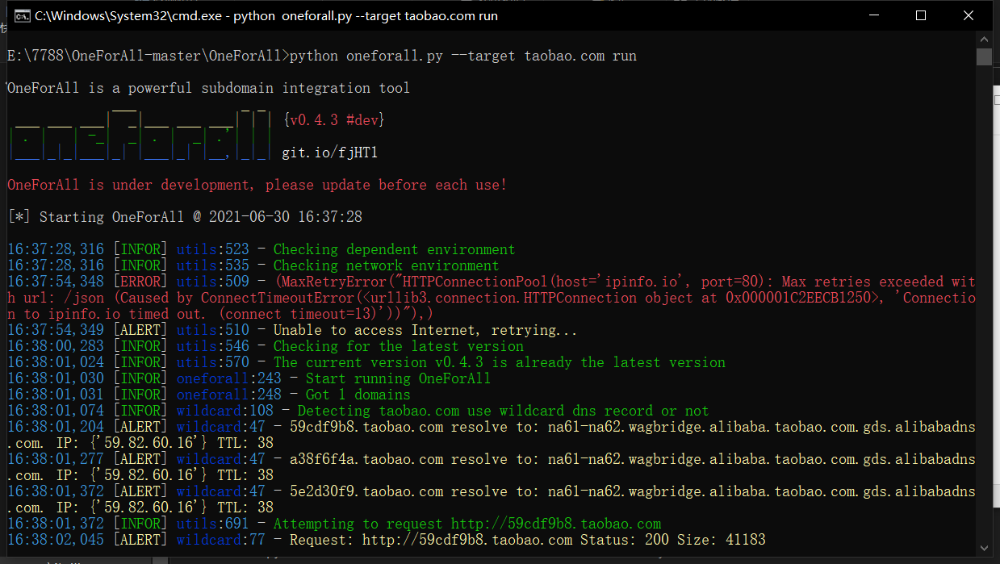 C:\Windows\System32\cmd.exe - python  oneforall.py --target taobao.com run
E:\7788\OneForAll-master\OneForAll>python oneforall.py --target taobao.com run
OneForAll is a powerful subdomain integration tool
{v0.4.3 #dev}
git.io/fjHT1
OneForAll is under development, please update before each use!
[*] Starting OneForAll @ 2021-06-30 16:37:28
16:37:28,316 [INFOR] utils:523 - Checking dependent environment
16:37:28,316 [INFOR] utils:535 - Checking network environment
16:37:54,348 [ERROR] utils:509 - (MaxRetryError("HTTPConnectionPool(host='ipinfo.io', port=80): Max retries exceeded wit
h url: /json (Caused by ConnectTimeoutError(<urllib3.connection.HTTPConnection object at 0x000001C2EECB1250>, 'Connectio
n to ipinfo.io timed out. (connect timeout=13)'))"),)
16:37:54,349 [ALERT] utils:510 - Unable to access Internet, retrying...
16:38:00,283 [INFOR] utils:546 - Checking for the latest version
16:38:01,024 [INFOR] utils:570 - The current version v0.4.3 is already the latest version
16:38:01,030 [INFOR] oneforall:243 - Start running OneForAll
16:38:01,031 [INFOR] oneforall:248 - Got 1 domains
16:38:01,074 [INFOR] wildcard:108 - Detecting taobao.com use wildcard dns record or not
16:38:01,204 [ALERT] wildcard:47 - 59cdf9b8.taobao.com resolve to: na61-na62.wagbridge.alibaba.taobao.com.gds.alibabadns
.com. IP: {'59.82.60.16'} TTL: 38
16:38:01,277 [ALERT] wildcard:47 - a38f6f4a.taobao.com resolve to: na61-na62.wagbridge.alibaba.taobao.com.gds.alibabadns
.com. IP: {'59.82.60.16'} TTL: 38
16:38:01,372 [ALERT] wildcard:47 - 5e2d30f9.taobao.com resolve to: na61-na62.wagbridge.alibaba.taobao.com.gds.alibabadns
.com. IP: {'59.82.60.16'} TTL: 38
16:38:01,372 [INFOR] utils:691 - Attempting to request http://59cdf9b8.taobao.com
16:38:02,045 [ALERT] wildcard:77 - Request: http://59cdf9b8.taobao.com Status: 200 Size: 41183